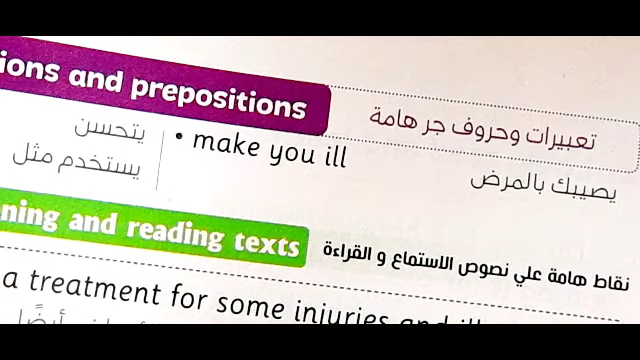 ions and prepositions تعبيرات وحروف جر هامة
يتحسن • make you ill يصيبك بالمرض
يستخدم مثل
ning and reading texts نقاط هامة علي نصوص الاستماع و القراءة
a treatment for some injuries and
أيضًا